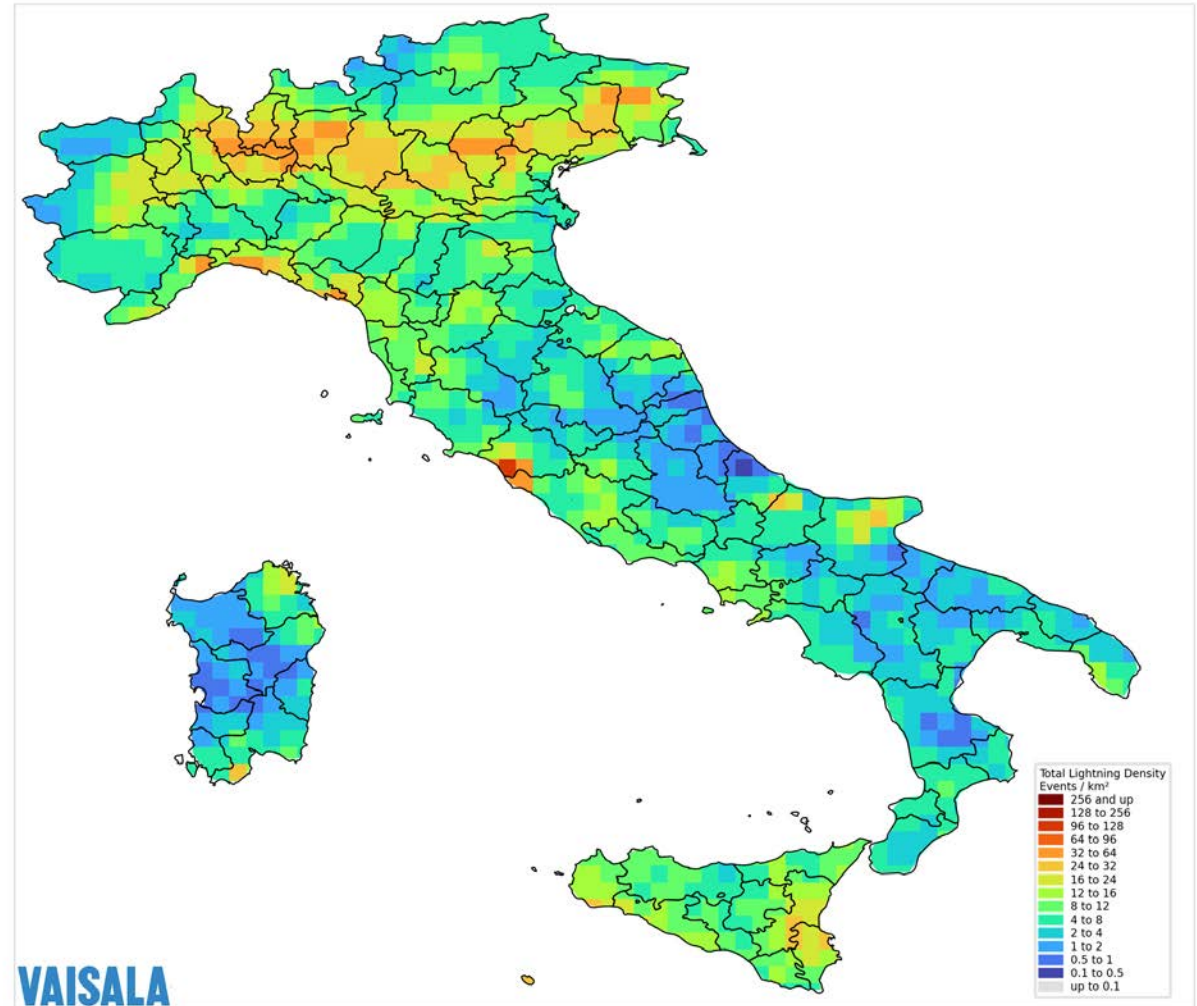 Total Lightning Density
Events / km²
256 and up
128 to 256
96 to 128
64 to 96
32 to 64
24 to 32
16 to 24
12 to 16
8 to 12
4 to 8
2 to 4
1 to 2
0.5 to 1
0.1 to 0.5
up to 0.1
VAISALA